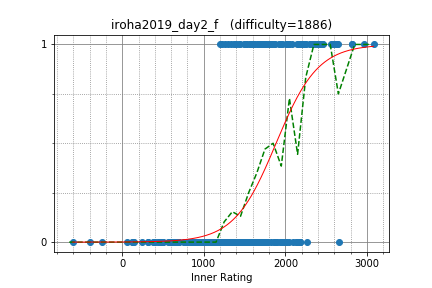 iroha2019_day2_f (difficulty=1886)
1
0
0 1000 2000 3000
Inner Rating